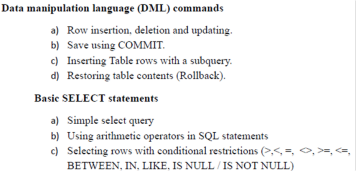 Data manipulation language (DML) commands
a) Row insertion, deletion and updating.
b) Save using COMMIT.
c) Inserting Table rows with a subquery.
d) Restoring table contents (Rollback).
Basic SELECT statements
a) Simple select query
b) Using arithmetic operators in SQL statements
c) Selecting rows with conditional restrictions (>,<, =, <>, >=, <=,
BETWEEN, IN, LIKE, IS NULL / IS NOT NULL)